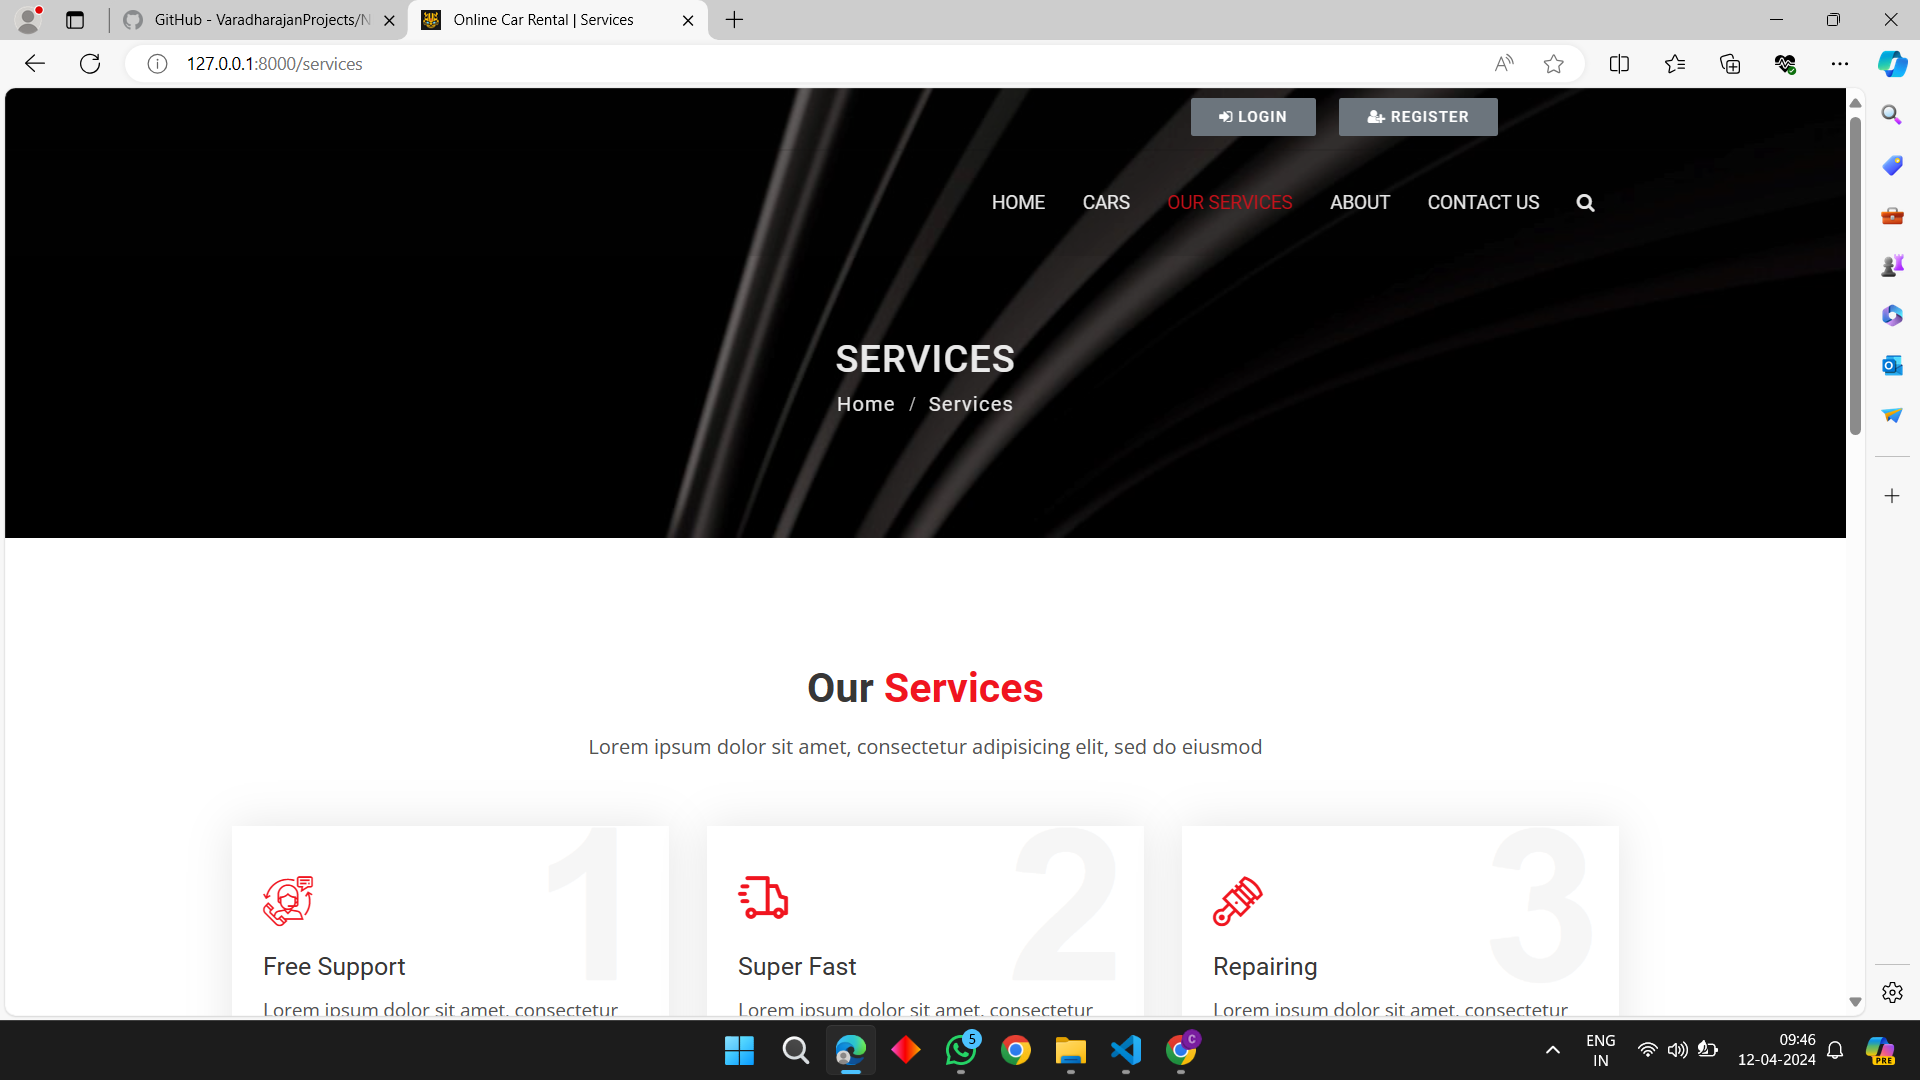 GitHub - VaradharajanProjects/N
Online Car Rental | Services
127.0.0.1:8000/services
LOGIN
REGISTER
HOME
CARS
OUR SERVICES
ABOUT
CONTACT US
SERVICES
Home / Services
Our Services
Lorem ipsum dolor sit amet, consectetur adipisicing elit, sed do eiusmod
1
2
3
Free Support
Super Fast
Repairing
Lorem ipsum dolor sit amet, consectetur
Lorem ipsum dolor sit amet, consectetur
Lorem ipsum dolor sit amet, consectetur
5
C
ENG
IN
09:46
12-04-2024
PRE